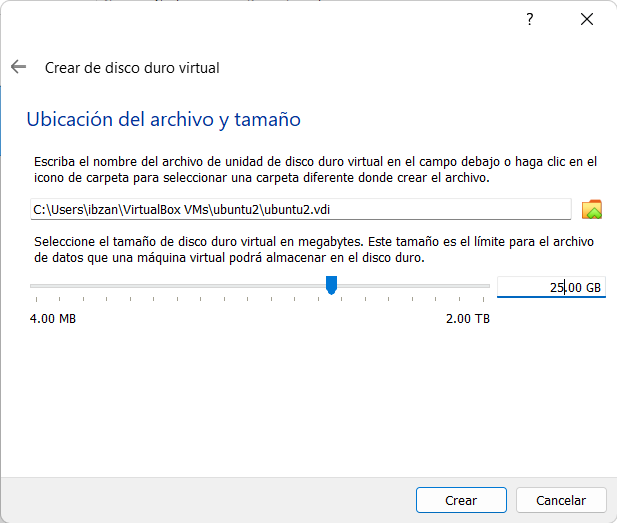 ?
Crear de disco duro virtual
Ubicación del archivo y tamaño
Escriba el nombre del archivo de unidad de disco duro virtual en el campo debajo o haga clic en el
icono de carpeta para seleccionar una carpeta diferente donde crear el archivo.
C:\Users\ibzan\VirtualBox VMs\ubuntu2\ubuntu2.vdi
Seleccione el tamaño de disco duro virtual en megabytes. Este tamaño es el límite para el archivo
de datos que una máquina virtual podrá almacenar en el disco duro.
25.00 GB
4.00 MB 2.00 TB
Crear Cancelar